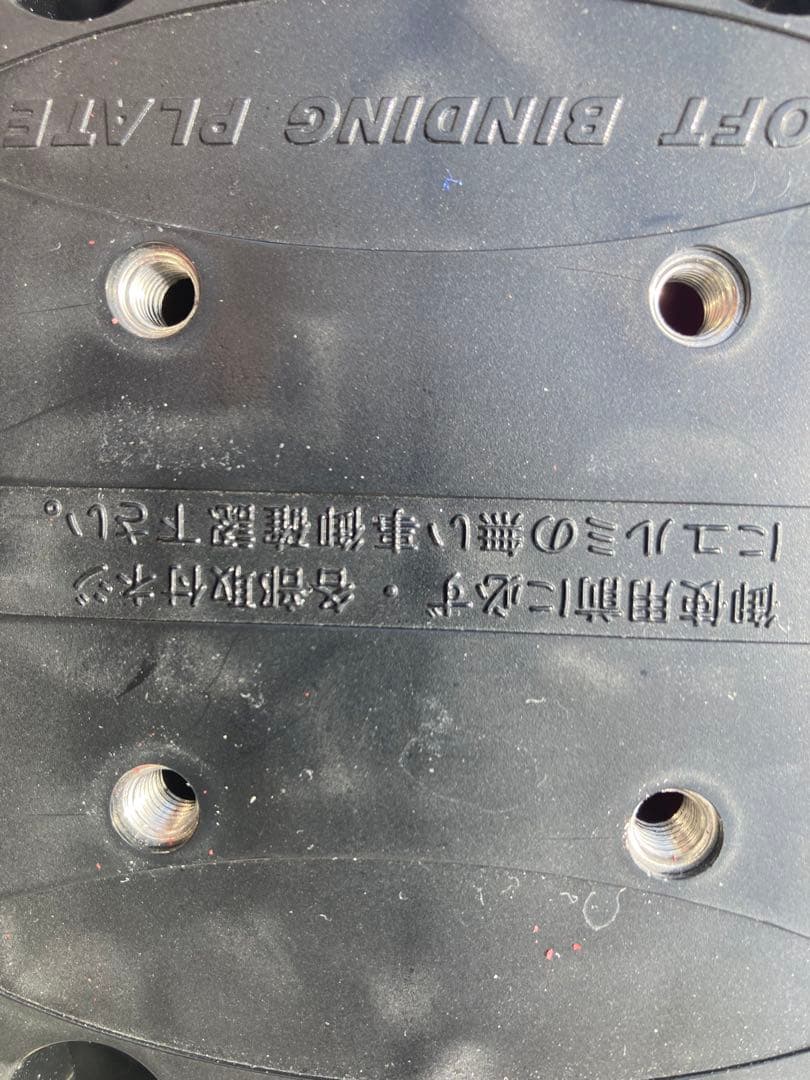 御使用前に必ず・各部取付ネジ
にユルミの無い事御確認下さい。
OFT BINDING PLATE